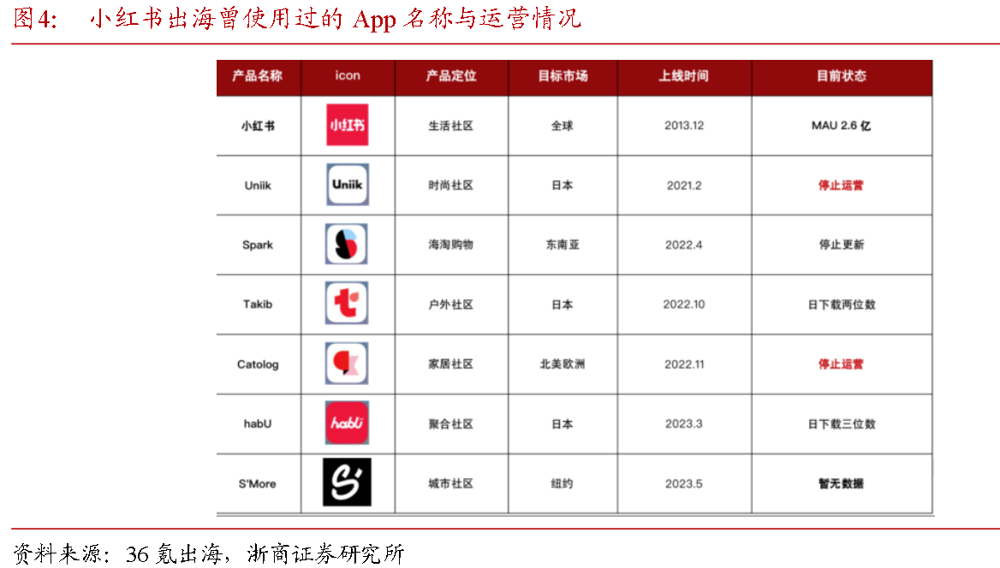 图4: 小红书出海曾使用过的 App 名称与运营情况
产品名称 icon 产品定位 目标市场 上线时间 目前状态
小红书 小红书 生活社区 全球 2013.12 MAU 2.6 亿
Uniik Uniik 时尚社区 日本 2021.2 停止运营
Spark 海淘购物 东南亚 2022.4 停止更新
Takib 户外社区 日本 2022.10 日下载两位数
Catolog 家居社区 北美欧洲 2022.11 停止运营
habU habU 聚合社区 日本 2023.3 日下载三位数
S'More S' 城市社区 纽约 2023.5 暂无数据
资料来源：36 氪出海，浙商证券研究所